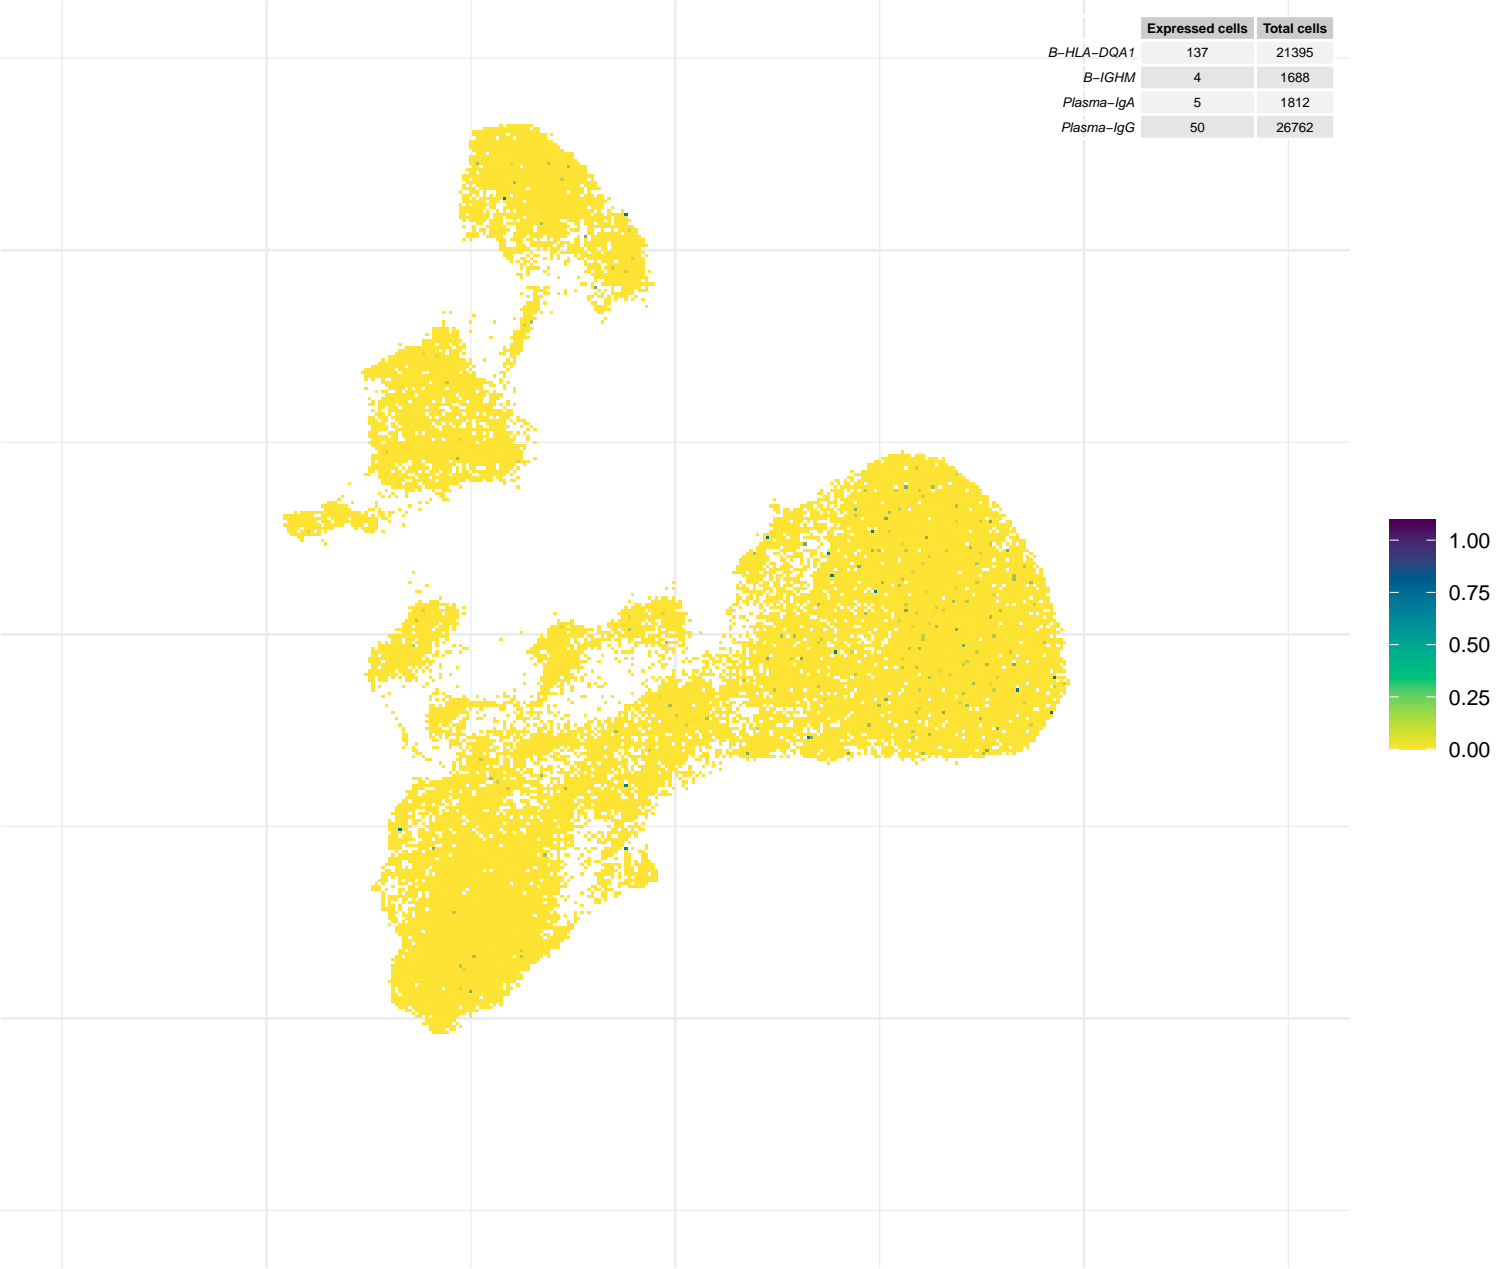 Expressed cells Total cells
B−HLA−DQA1 137 21395
B−IGHM 4 1688
Plasma−IgA 5 1812
Plasma−IgG 50 26762
1.00
0.75
0.50
0.25
0.00